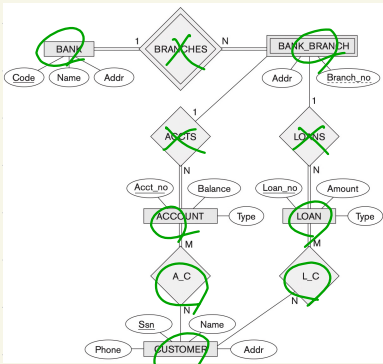 1 N
BANK BRANCHES BANK_BRANCH
Code Name Addr Addr Branch_no
1 1
ACCTS LOANS
N N
Acct_no Balance Loan_no Amount
ACCOUNT Type LOAN Type
M M
A_C L_C
N N
Ssn Name
Phone CUSTOMER Addr